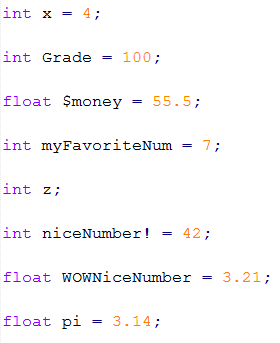 int x = 4;
int Grade = 100;
float $money = 55.5;
int myFavoriteNum = 7;
int z;
int niceNumber! = 42;
float WOWNiceNumber = 3.21;
float pi = 3.14;